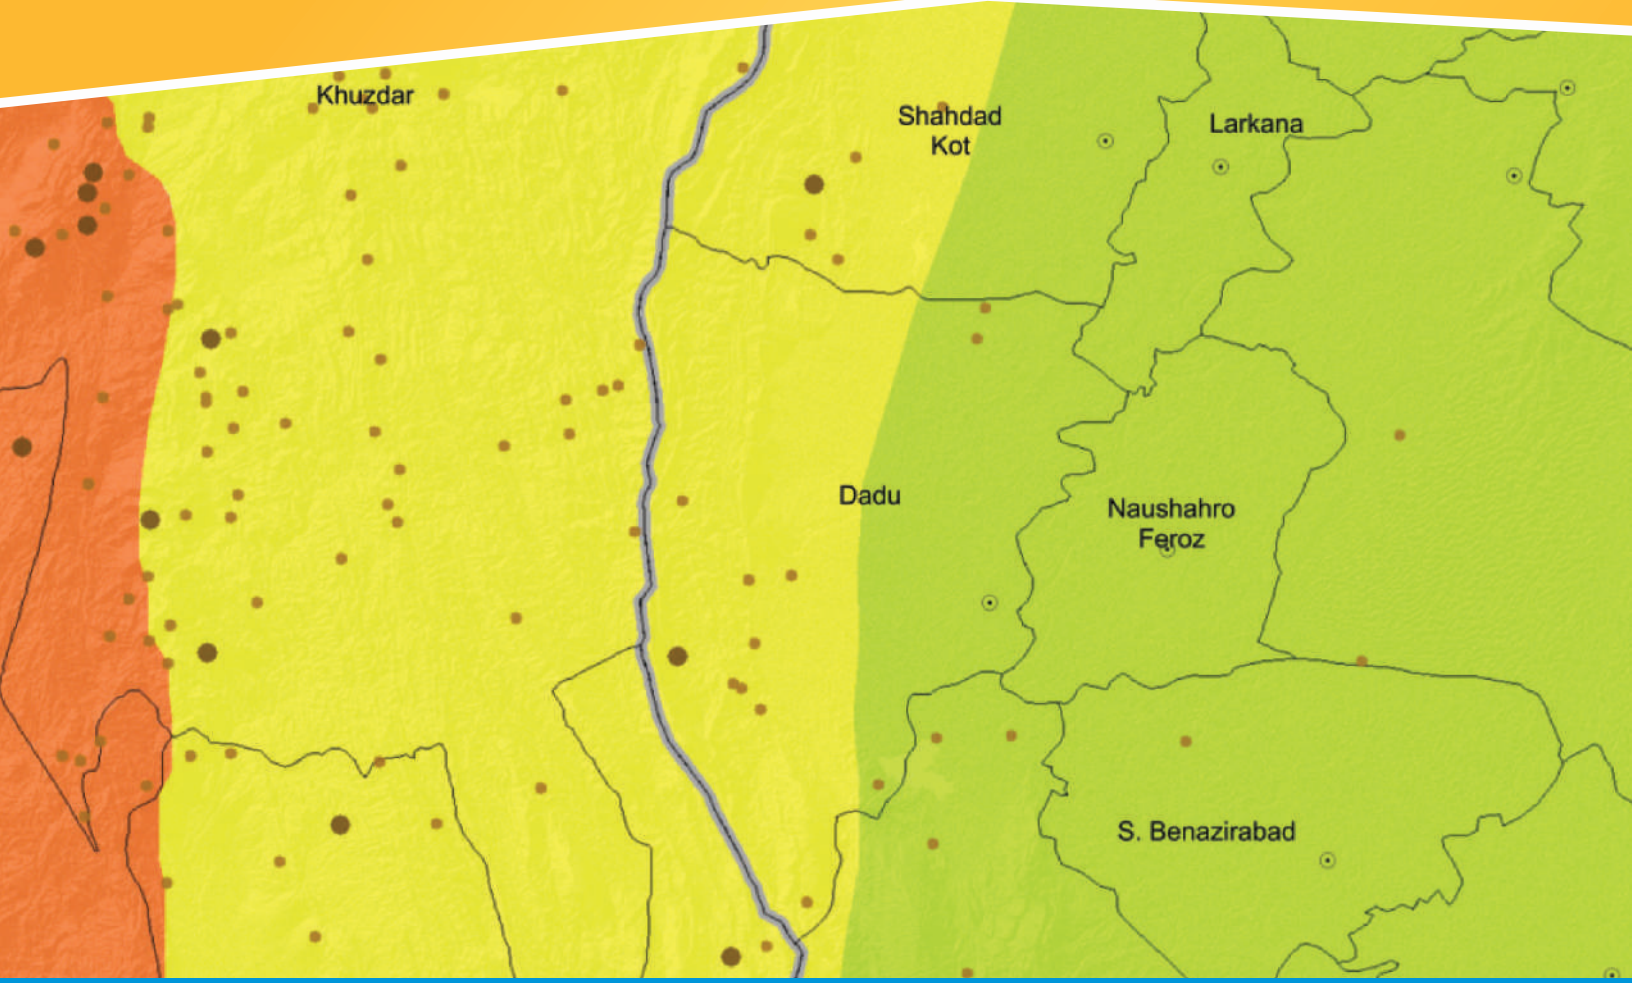 Khuzdar
Shahdad
Kot
Larkana
Dadu
Naushahro
Feroz
S. Benazirabad